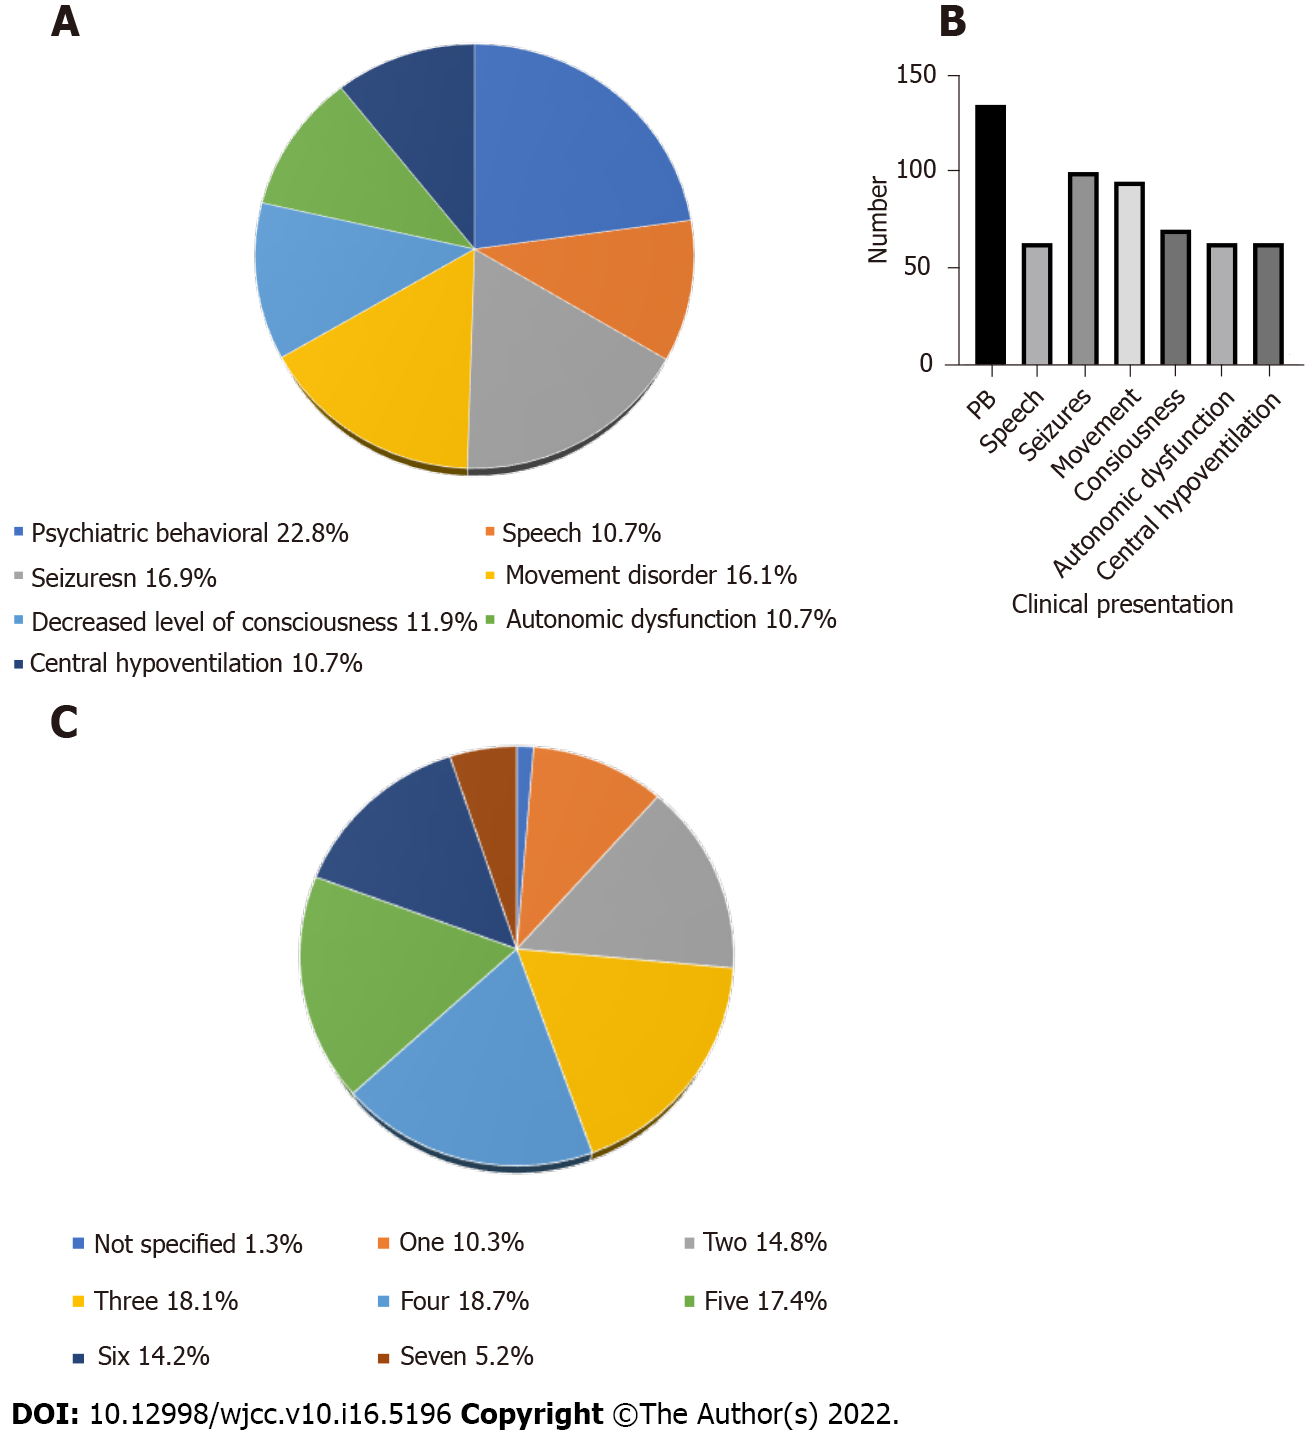 A
Psychiatric behavioral 22.8%
Speech 10.7%
Seizuresn 16.9%
Movement disorder 16.1%
Decreased level of consciousness 11.9%
Autonomic dysfunction 10.7%
Central hypoventilation 10.7%
B
150
100
50
0
Number
PB
Speech
Seizures
Movement
Consiousness
Autonomic dysfunction
Central hypoventilation
Clinical presentation
C
Not specified 1.3%
One 10.3%
Two 14.8%
Three 18.1%
Four 18.7%
Five 17.4%
Six 14.2%
Seven 5.2%
DOI: 10.12998/wjcc.v10.i16.5196 Copyright ©The Author(s) 2022.